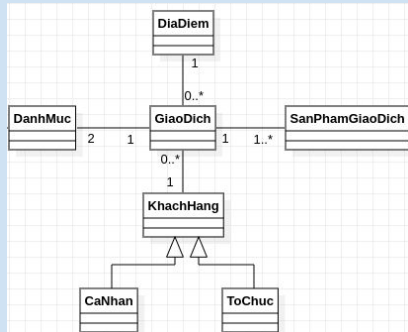 DiaDiem
1
0..*
DanhMuc
GiaoDich
SanPhamGiaoDich
2
1
1
1..*
0..*
1
KhachHang
CaNhan
ToChuc